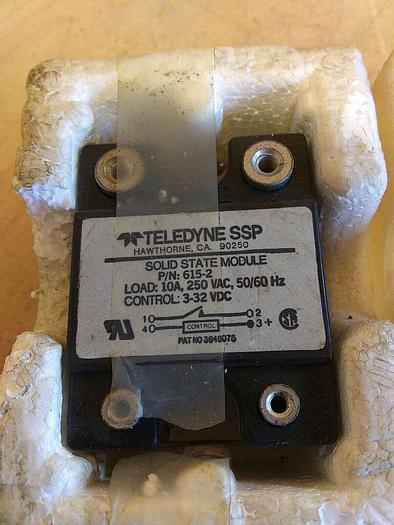 TELEDYNE SSP
HAWTHORNE, CA. 90250
SOLID STATE MODULE
P/N: 615-2
LOAD: 10A, 250 VAC, 50/60 Hz
CONTROL: 3-32 VDC
1 2
4 CONTROL 3+
PAT NO 3648075